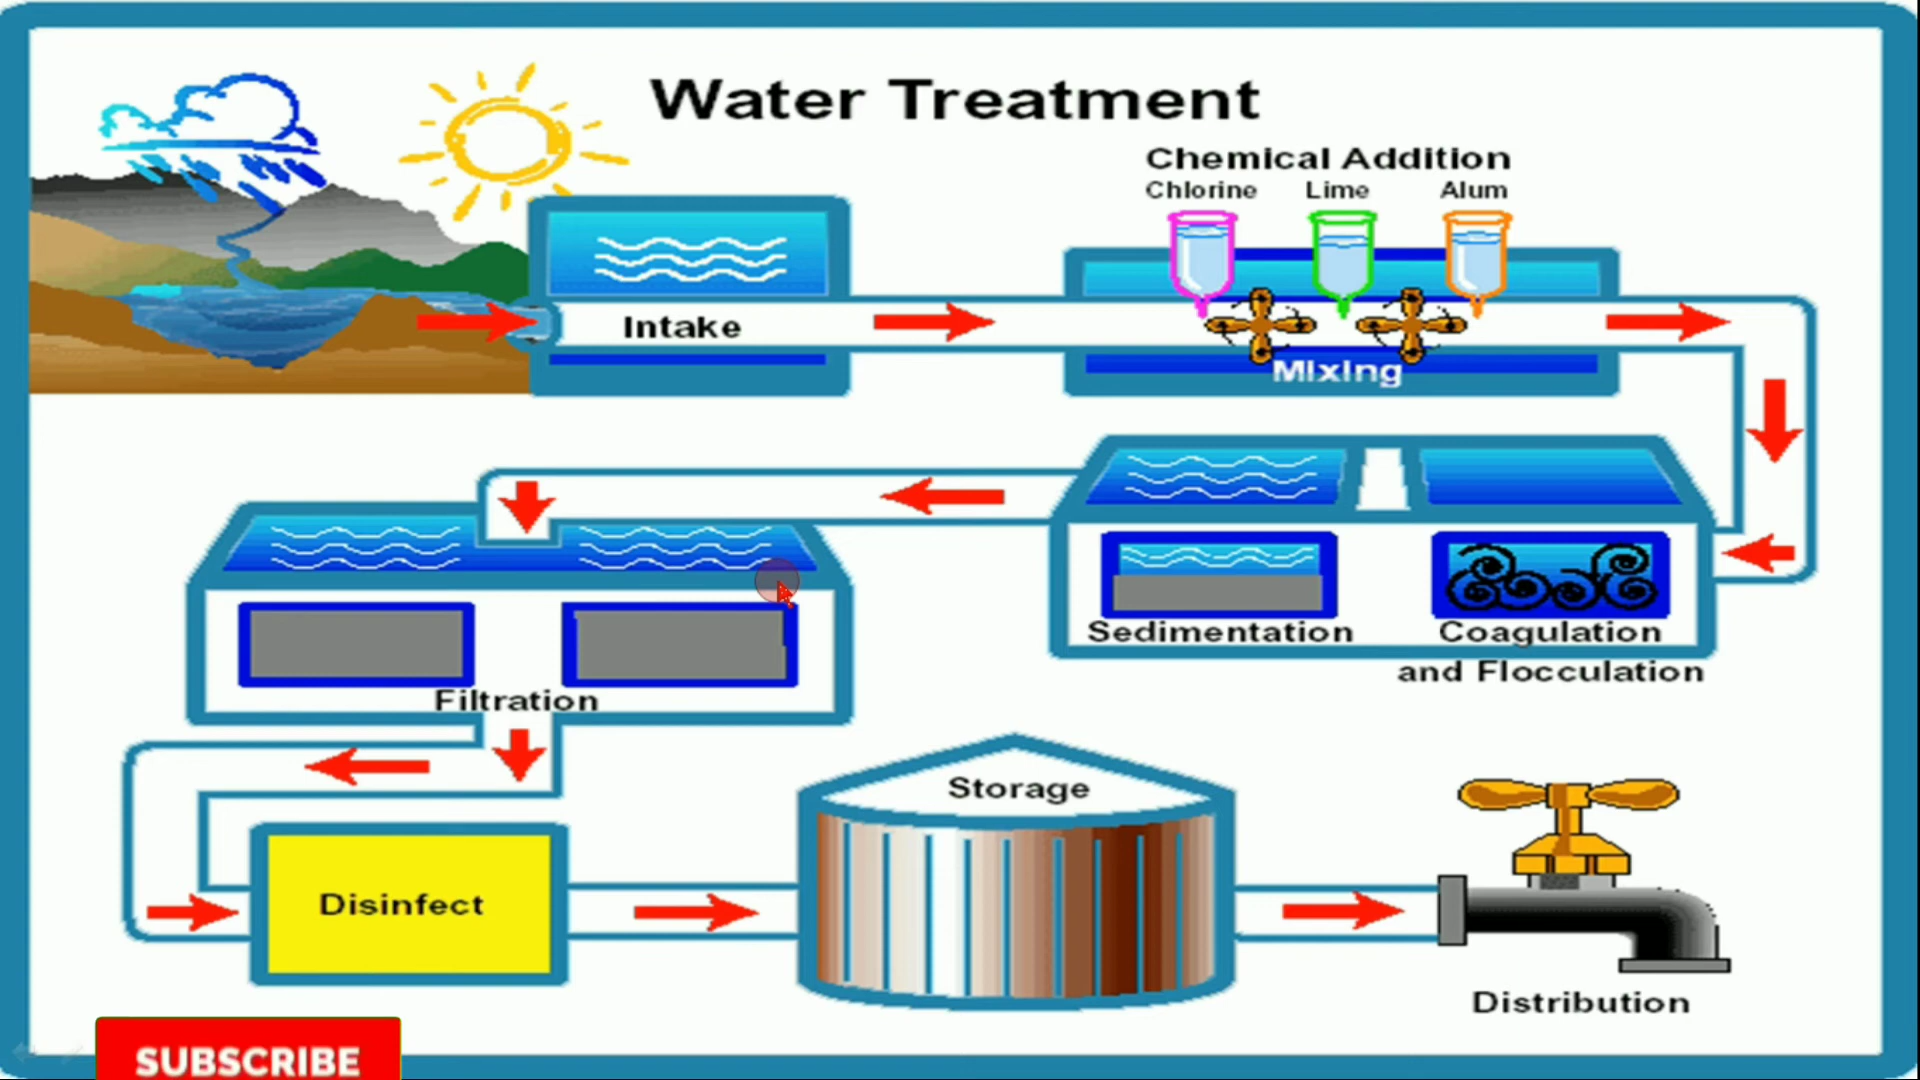 Water Treatment
Chemical Addition
Chlorine Lime Alum
Intake
Mixing
Sedimentation
Coagulation
and Flocculation
Filtration
Storage
Disinfect
Distribution
SUBSCRIBE